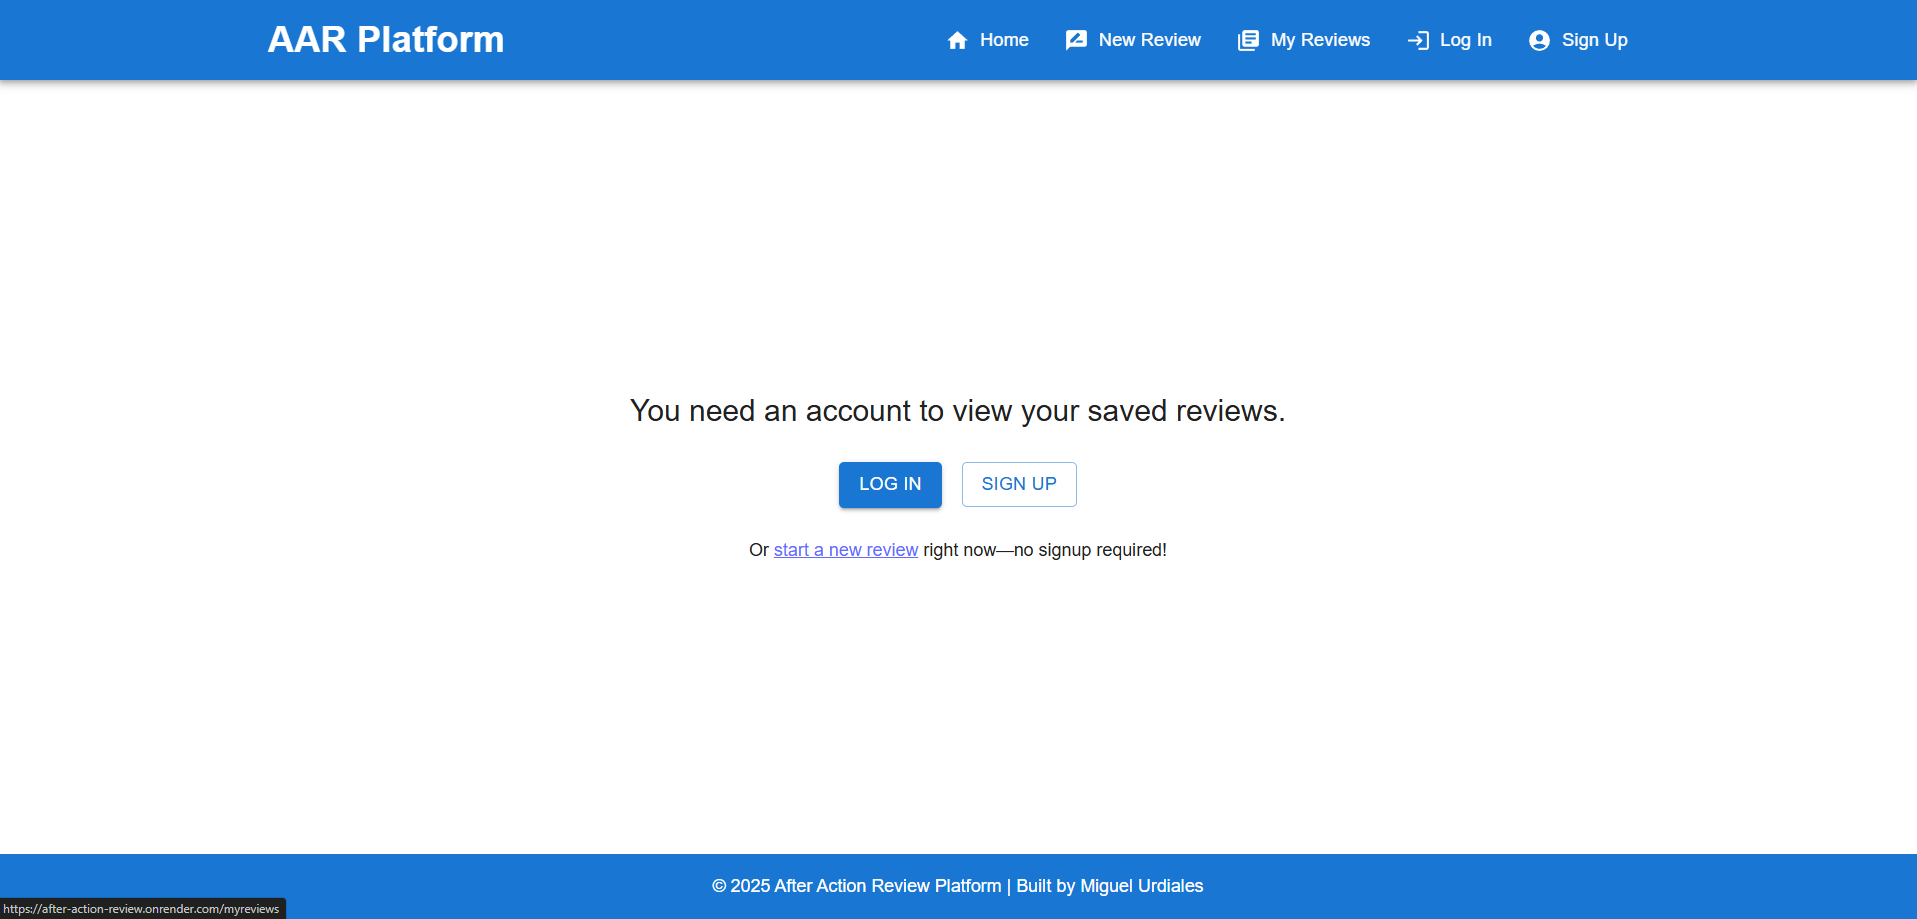 AAR Platform
Home
New Review
My Reviews
Log In
Sign Up
You need an account to view your saved reviews.
LOG IN
SIGN UP
Or start a new review right now—no signup required!
© 2025 After Action Review Platform | Built by Miguel Urdiales
https://after-action-review.onrender.com/myreviews